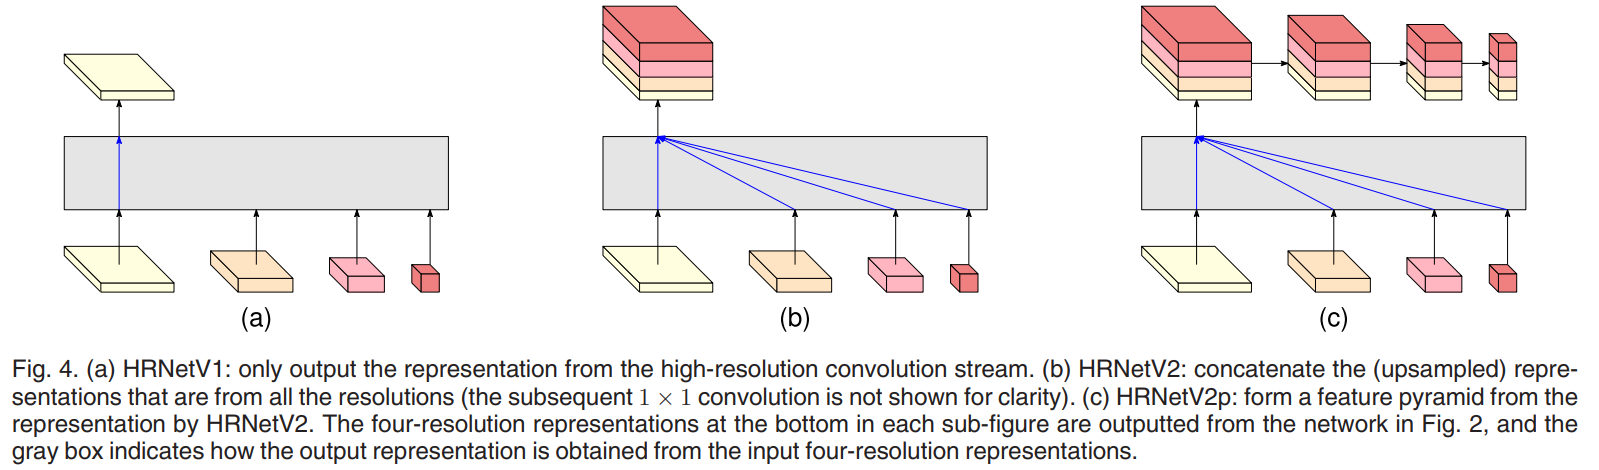 (a)
(b)
(c)
Fig. 4. (a) HRNetV1: only output the representation from the high-resolution convolution stream. (b) HRNetV2: concatenate the (upsampled) repre-
sentations that are from all the resolutions (the subsequent 1 × 1 convolution is not shown for clarity). (c) HRNetV2p: form a feature pyramid from the
representation by HRNetV2. The four-resolution representations at the bottom in each sub-figure are outputted from the network in Fig. 2, and the
gray box indicates how the output representation is obtained from the input four-resolution representations.